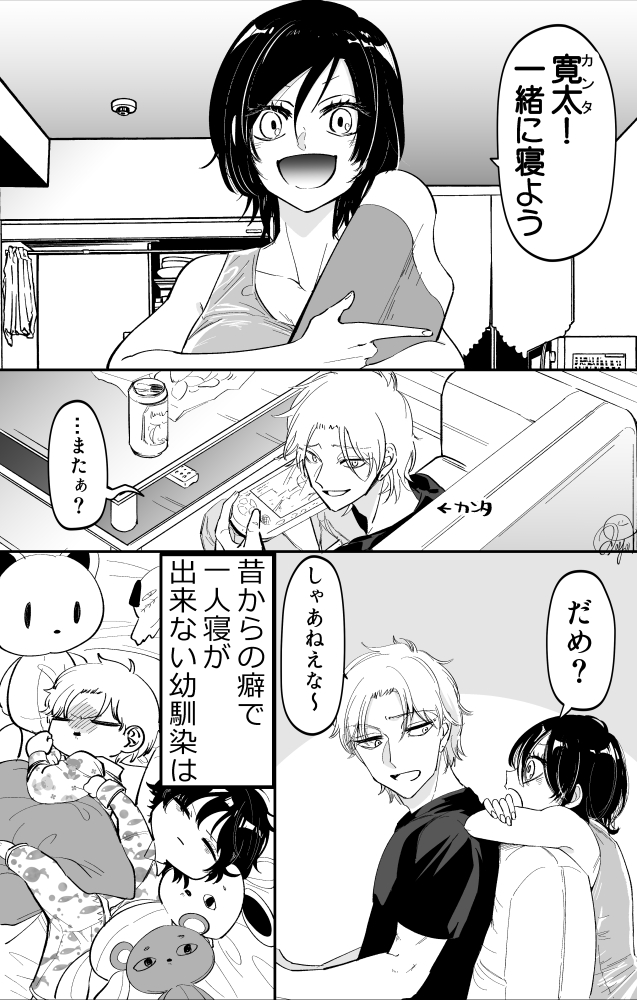 寛太！
カンタ
一緒に寝よう
…またぁ？
←カンタ
だめ？
しゃあねえな〜
昔からの癖で
一人寝が
出来ない幼馴染は